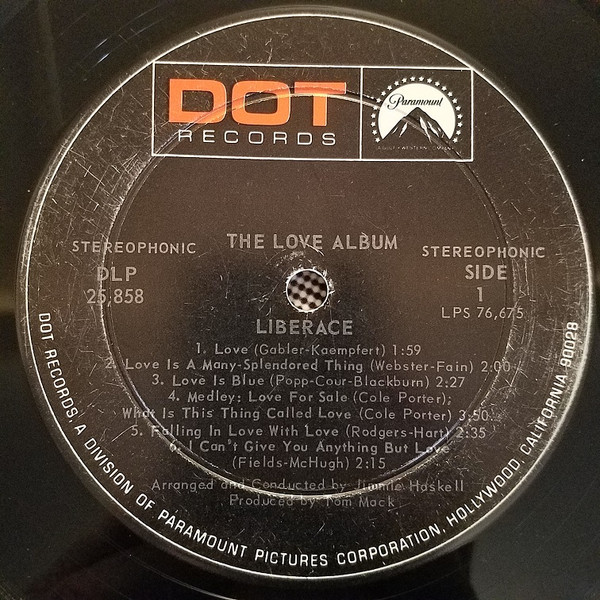 DOT
RECORDS
Paramount
A GULF + WESTERN COMPANY
THE LOVE ALBUM
STEREOPHONIC
DLP
25,858
STEREOPHONIC
SIDE
1
LPS 76,675
LIBERACE
1. Love (Gabler-Kaempfert) 1:59
2. Love Is A Many-Splendored Thing (Webster-Fain) 2:00
3. Love Is Blue (Popp-Cour-Blackburn) 2:27
4. Medley: Love For Sale (Cole Porter);
What Is This Thing Called Love (Cole Porter) 3:50
5. Falling In Love With Love (Rodgers-Hart) 2:35
6. I Can't Give You Anything But Love
(Fields-McHugh) 2:15
Arranged and Conducted by Jimmie Haskell
Produced by Tom Mack
DOT RECORDS/A DIVISION OF PARAMOUNT PICTURES CORPORATION, HOLLYWOOD, CALIFORNIA 90028